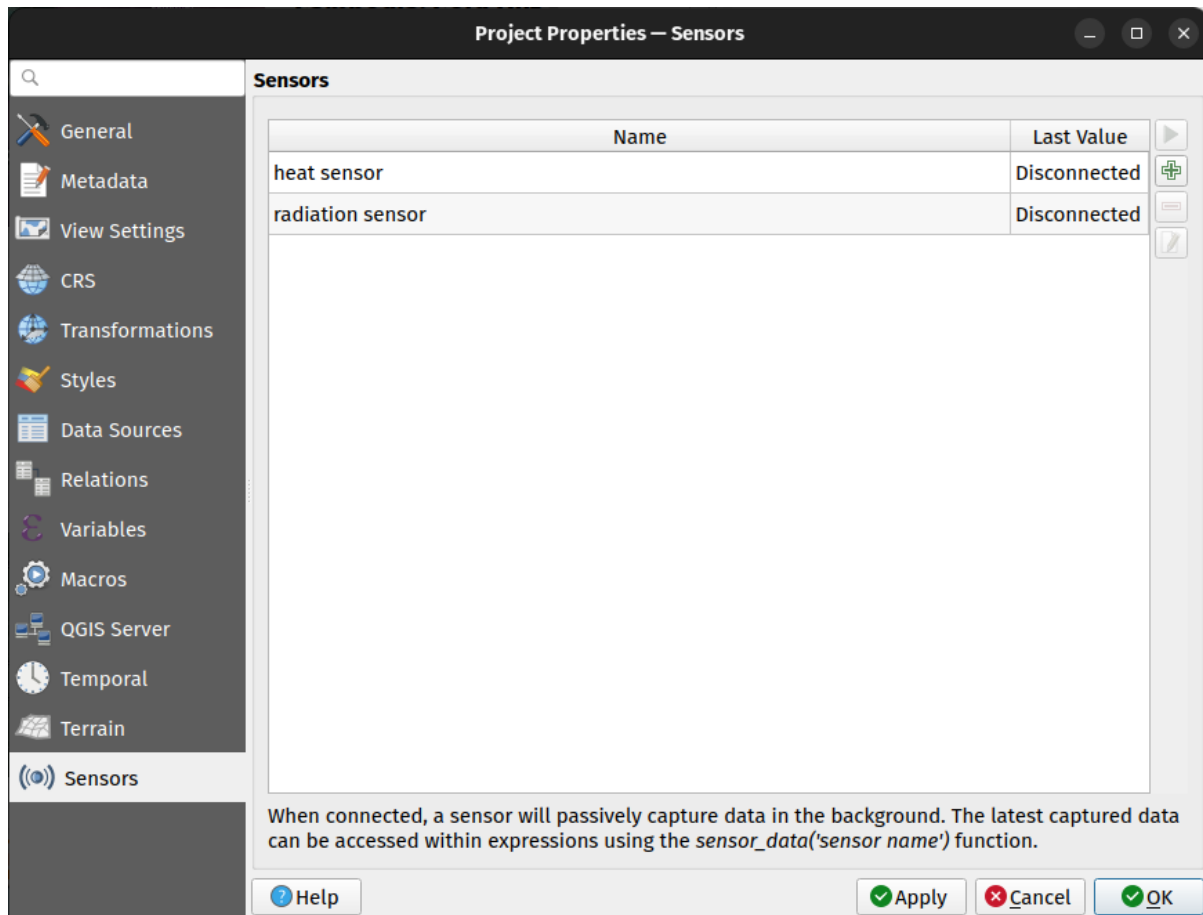 Project Properties — Sensors
Sensors
General
Metadata
View Settings
CRS
Transformations
Styles
Data Sources
Relations
Variables
Macros
QGIS Server
Temporal
Terrain
Sensors
Name Last Value
heat sensor Disconnected
radiation sensor Disconnected
When connected, a sensor will passively capture data in the background. The latest captured data
can be accessed within expressions using the sensor_data('sensor name') function.
Help Apply Cancel OK